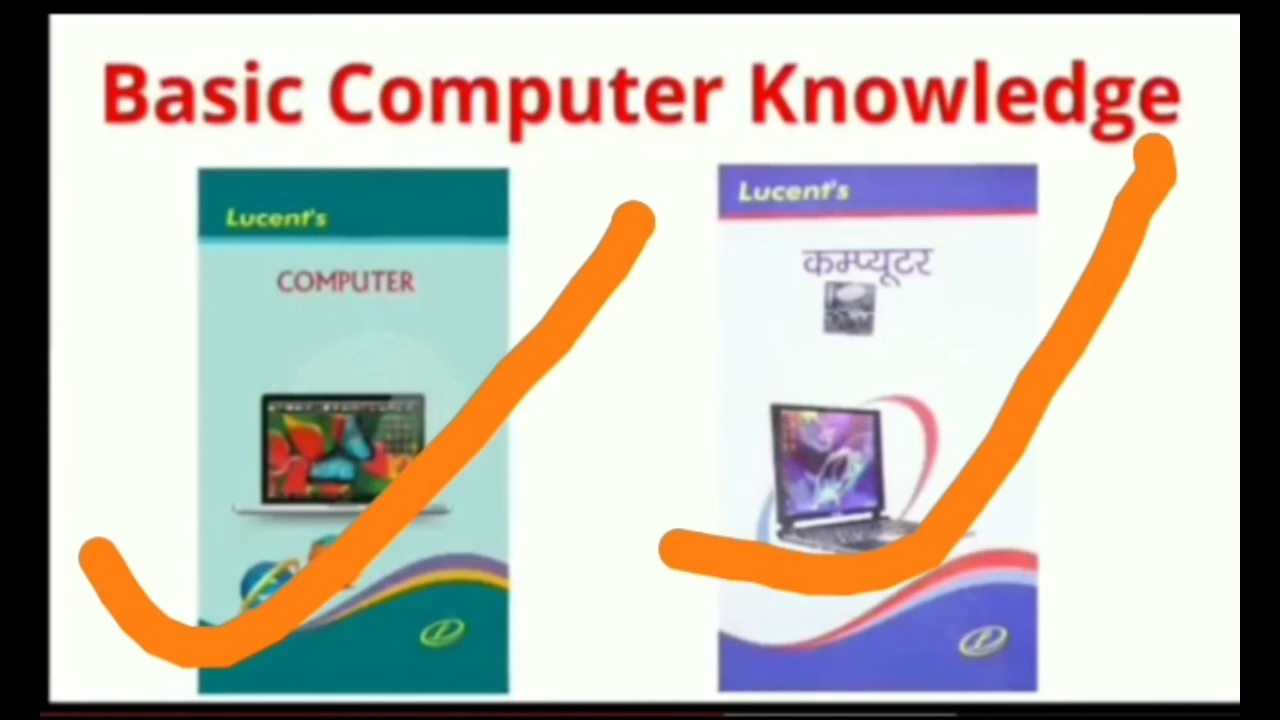 Basic Computer Knowledge
Lucent's
COMPUTER
Lucent's
कम्प्यूटर